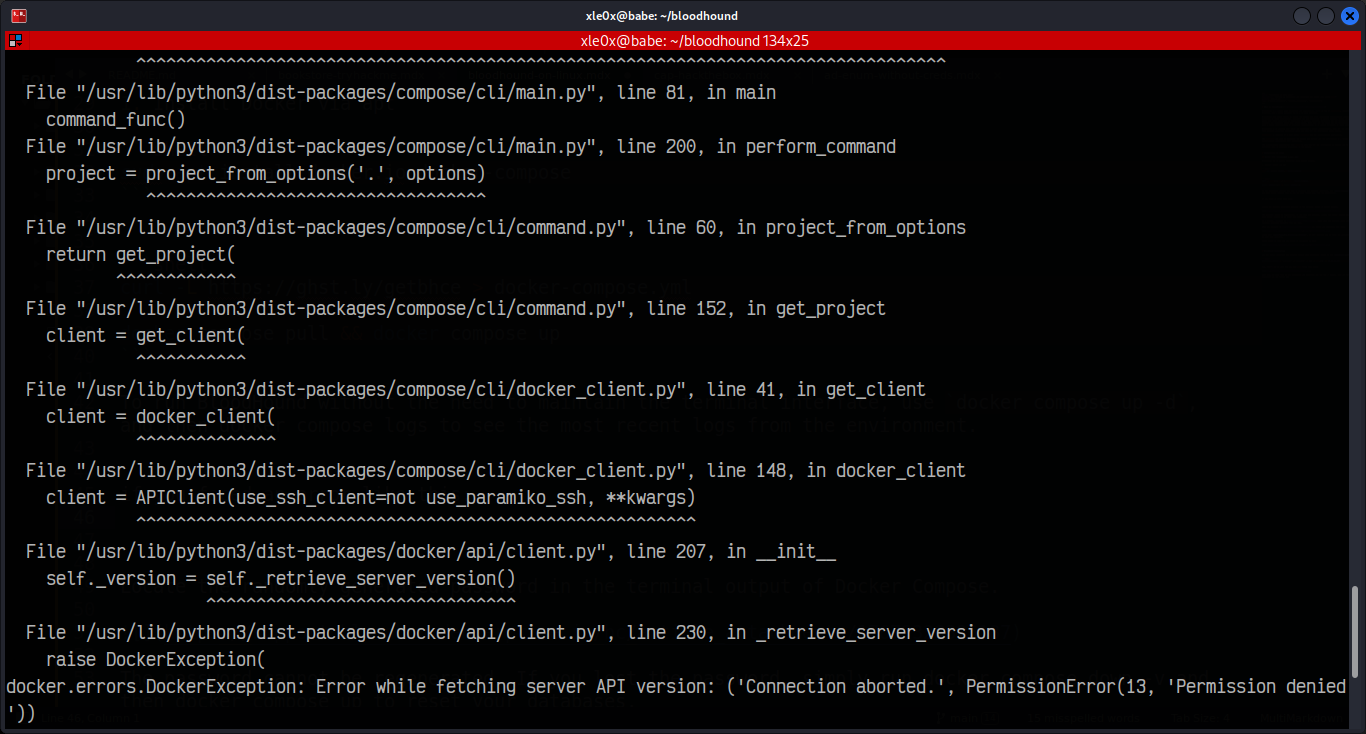 xle0x@babe: ~/bloodhound
xle0x@babe: ~/bloodhound 134x25
^^^^^^^^^^^^^^^^^^^^^^^^^^^^^^^^^^^^^^^^^^^^^^^^^^^^^^^^^^^^^^^^^^^^^^^^^^^^^^^^^
File "/usr/lib/python3/dist-packages/compose/cli/main.py", line 81, in main
command_func()
File "/usr/lib/python3/dist-packages/compose/cli/main.py", line 200, in perform_command
project = project_from_options('.', options)
^^^^^^^^^^^^^^^^^^^^^^^^^^^^^^^^^^
File "/usr/lib/python3/dist-packages/compose/cli/command.py", line 60, in project_from_options
return get_project(
^^^^^^^^^^^^
File "/usr/lib/python3/dist-packages/compose/cli/command.py", line 152, in get_project
client = get_client(
^^^^^^^^^^^
File "/usr/lib/python3/dist-packages/compose/cli/docker_client.py", line 41, in get_client
client = docker_client(
^^^^^^^^^^^^^^
File "/usr/lib/python3/dist-packages/compose/cli/docker_client.py", line 148, in docker_client
client = APIClient(use_ssh_client=not use_paramiko_ssh, **kwargs)
^^^^^^^^^^^^^^^^^^^^^^^^^^^^^^^^^^^^^^^^^^^^^^^^^^^^^^^^
File "/usr/lib/python3/dist-packages/docker/api/client.py", line 207, in __init__
self._version = self._retrieve_server_version()
^^^^^^^^^^^^^^^^^^^^^^^^^^^^^^^
File "/usr/lib/python3/dist-packages/docker/api/client.py", line 230, in _retrieve_server_version
raise DockerException(
docker.errors.DockerException: Error while fetching server API version: ('Connection aborted.', PermissionError(13, 'Permission denied
'))